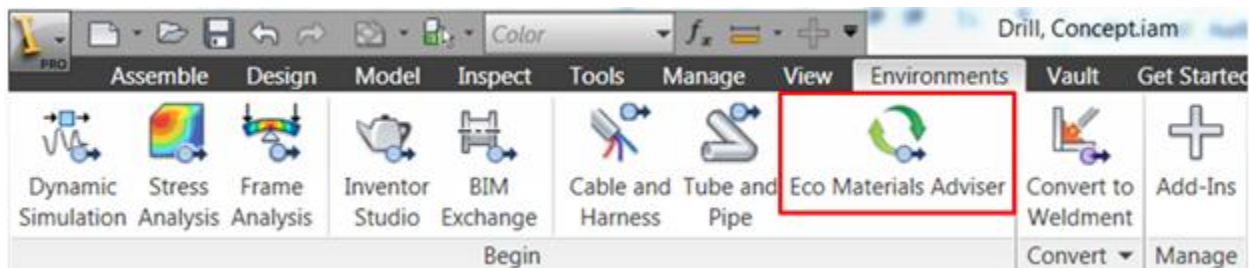 Color
Drill, Concept.iam
PRO
Assemble Design Model Inspect Tools Manage View Environments Vault Get Started
Dynamic Simulation
Stress Analysis
Frame Analysis
Inventor Studio
BIM Exchange
Cable and Harness
Tube and Pipe
Eco Materials Adviser
Convert to Weldment
Add-Ins
Begin
Convert
Manage